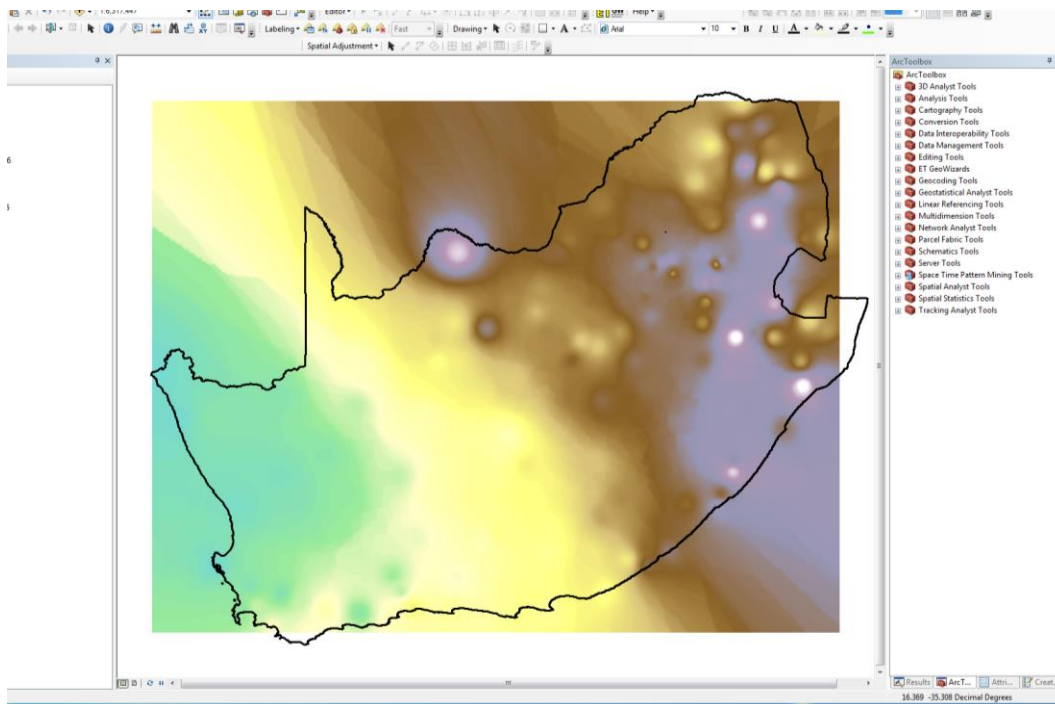 Editor
Help
Labeling
Fast
Drawing
Arial
10
B I U A
Spatial Adjustment
ArcToolbox
ArcToolbox
3D Analyst Tools
Analysis Tools
Cartography Tools
Conversion Tools
Data Interoperability Tools
Data Management Tools
Editing Tools
ET GeoWizards
Geocoding Tools
Geostatistical Analyst Tools
Linear Referencing Tools
Multidimension Tools
Network Analyst Tools
Parcel Fabric Tools
Schematics Tools
Server Tools
Space Time Pattern Mining Tools
Spatial Analyst Tools
Spatial Statistics Tools
Tracking Analyst Tools
Results ArcT... Attri... Creat...
16.369 -35.308 Decimal Degrees